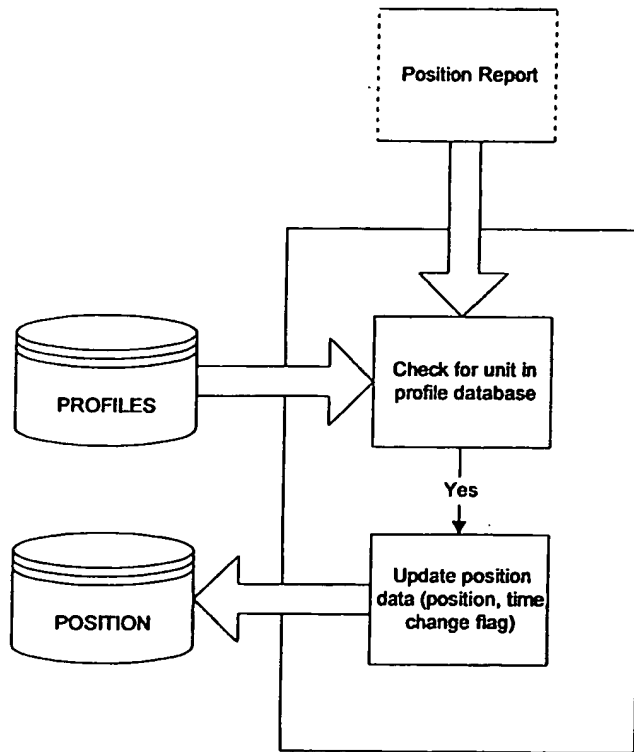 Position Report
Check for unit in
profile database
PROFILES
Yes
Update position
data (position, time
change flag)
POSITION